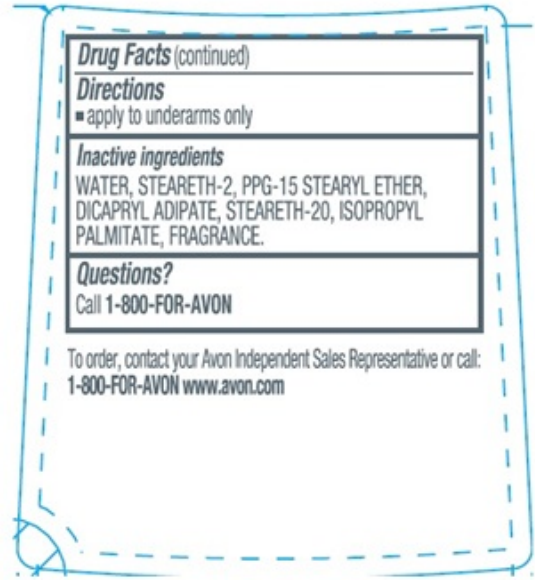 Drug Facts (continued)
Directions
▪ apply to underarms only
Inactive ingredients
WATER, STEARETH-2, PPG-15 STEARYL ETHER,
DICAPRYL ADIPATE, STEARETH-20, ISOPROPYL
PALMITATE, FRAGRANCE.
Questions?
Call 1-800-FOR-AVON
To order, contact your Avon Independent Sales Representative or call:
1-800-FOR-AVON www.avon.com